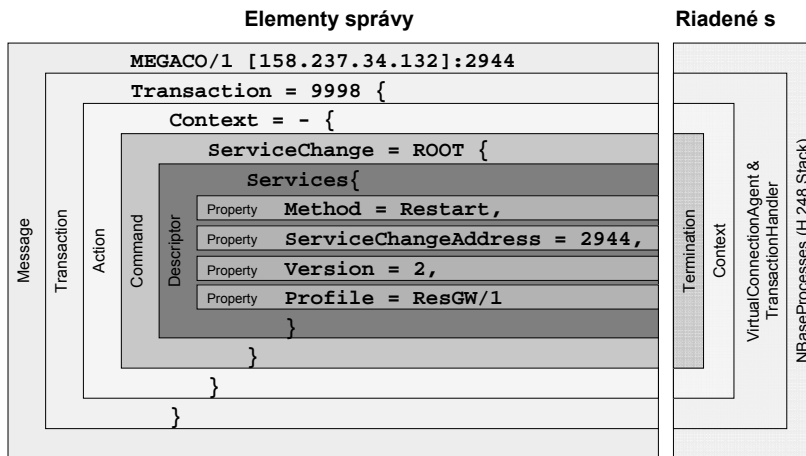 Elementy správy
Riadené s
MEGACO/1 [158.237.34.132]:2944
Transaction = 9998 {
Context = - {
ServiceChange = ROOT {
Services{
Property Method = Restart,
Property ServiceChangeAddress = 2944,
Property Version = 2,
Property Profile = ResGW/1
}
}
}
}
Message
Transaction
Action
Command
Descriptor
Termination
Context
VirtualConnectionAgent &
TransactionHandler
NBaseProcesses (H.248 Stack)